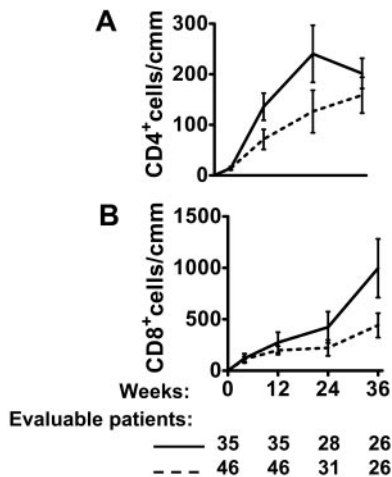 A
CD4+cells/cmm
300
200
100
0
B
CD8+cells/cmm
1500
1000
500
0
Weeks: 0 12 24 36
Evaluable patients:
35 35 28 26
46 46 31 26